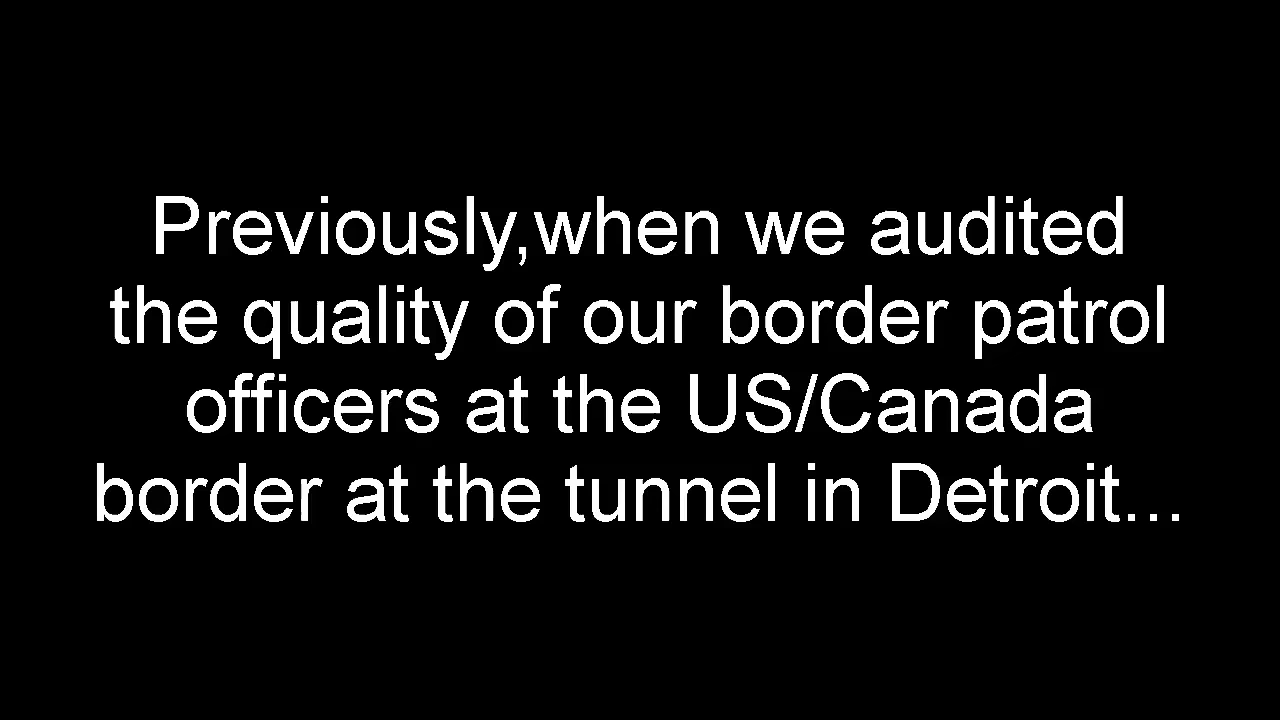 Previously,when we audited
the quality of our border patrol
officers at the US/Canada
border at the tunnel in Detroit...